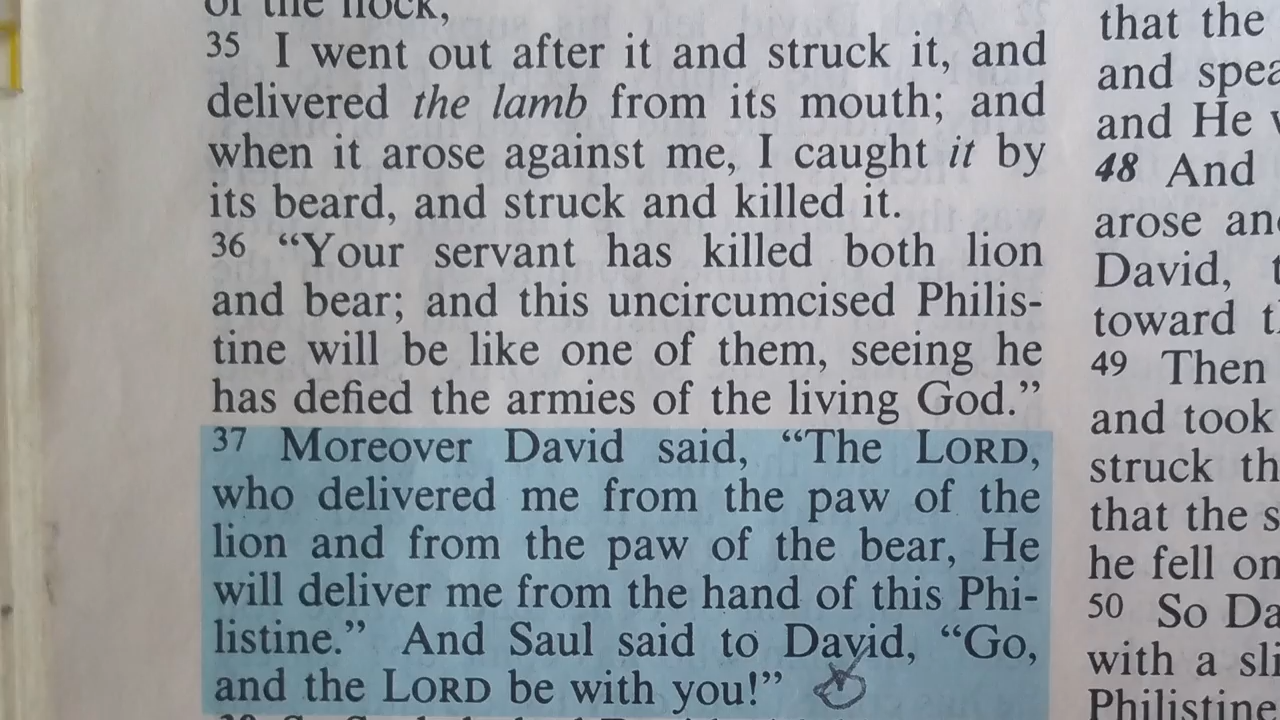 of the flock,
35 I went out after it and struck it, and
delivered the lamb from its mouth; and
when it arose against me, I caught it by
its beard, and struck and killed it.
36 “Your servant has killed both lion
and bear; and this uncircumcised Philis-
tine will be like one of them, seeing he
has defied the armies of the living God.”
37 Moreover David said, “The LORD,
who delivered me from the paw of the
lion and from the paw of the bear, He
will deliver me from the hand of this Phi-
listine.” And Saul said to David, “Go,
and the LORD be with you!”
that the
and
and He
48 And
arose
David,
toward
49 Then
and took
struck
that the
he fell
50 So
with a
Philistine